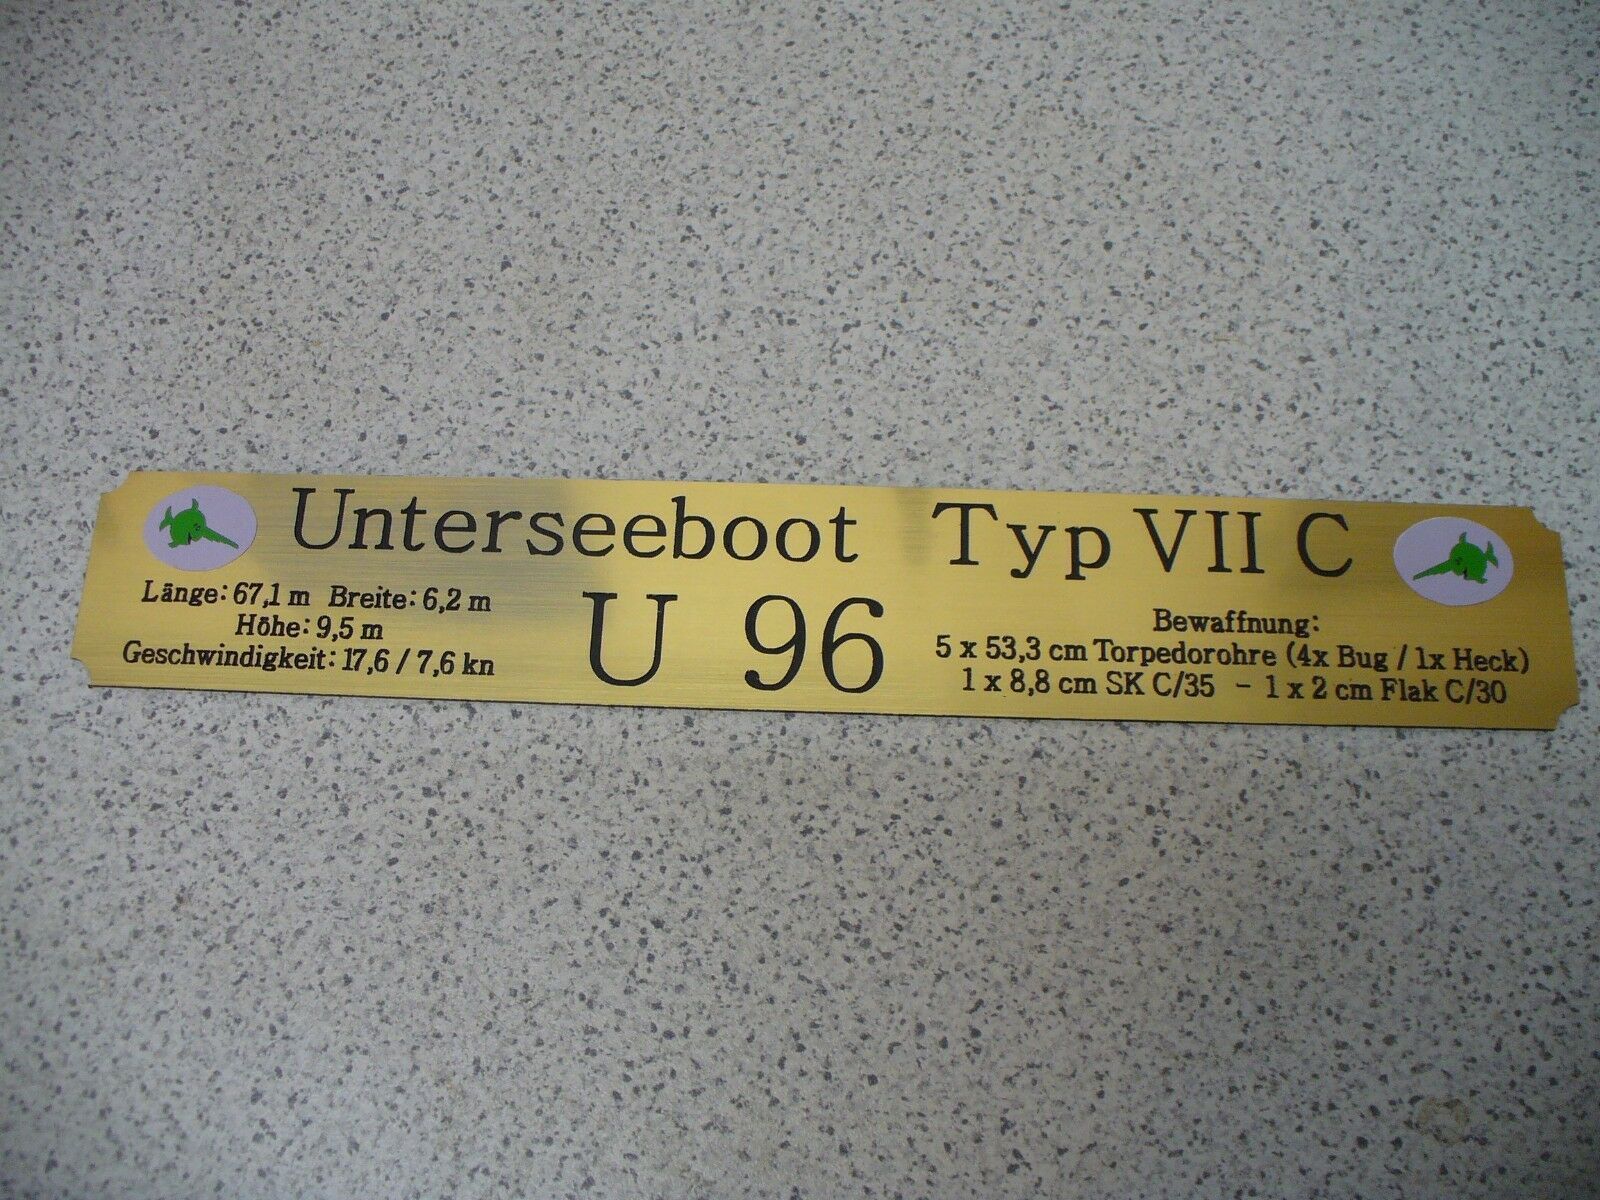 Unterseeboot Typ VII C
U 96
Länge: 67,1 m Breite: 6,2 m
Höhe: 9,5 m
Geschwindigkeit: 17,6 / 7,6 kn
Bewaffnung:
5 x 53,3 cm Torpedorohre (4x Bug / 1x Heck)
1 x 8,8 cm SK C/35 - 1 x 2 cm Flak C/30